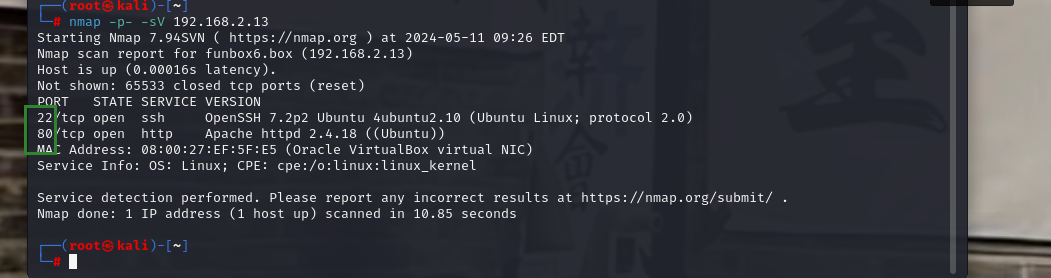 ┌──(root㉿kali)-[~]
└─# nmap -p- -sV 192.168.2.13
Starting Nmap 7.94SVN ( https://nmap.org ) at 2024-05-11 09:26 EDT
Nmap scan report for funbox6.box (192.168.2.13)
Host is up (0.00016s latency).
Not shown: 65533 closed tcp ports (reset)
PORT   STATE SERVICE VERSION
22/tcp open  ssh     OpenSSH 7.2p2 Ubuntu 4ubuntu2.10 (Ubuntu Linux; protocol 2.0)
80/tcp open  http    Apache httpd 2.4.18 ((Ubuntu))
MAC Address: 08:00:27:EF:5F:E5 (Oracle VirtualBox virtual NIC)
Service Info: OS: Linux; CPE: cpe:/o:linux:linux_kernel
Service detection performed. Please report any incorrect results at https://nmap.org/submit/ .
Nmap done: 1 IP address (1 host up) scanned in 10.85 seconds
┌──(root㉿kali)-[~]
└─#